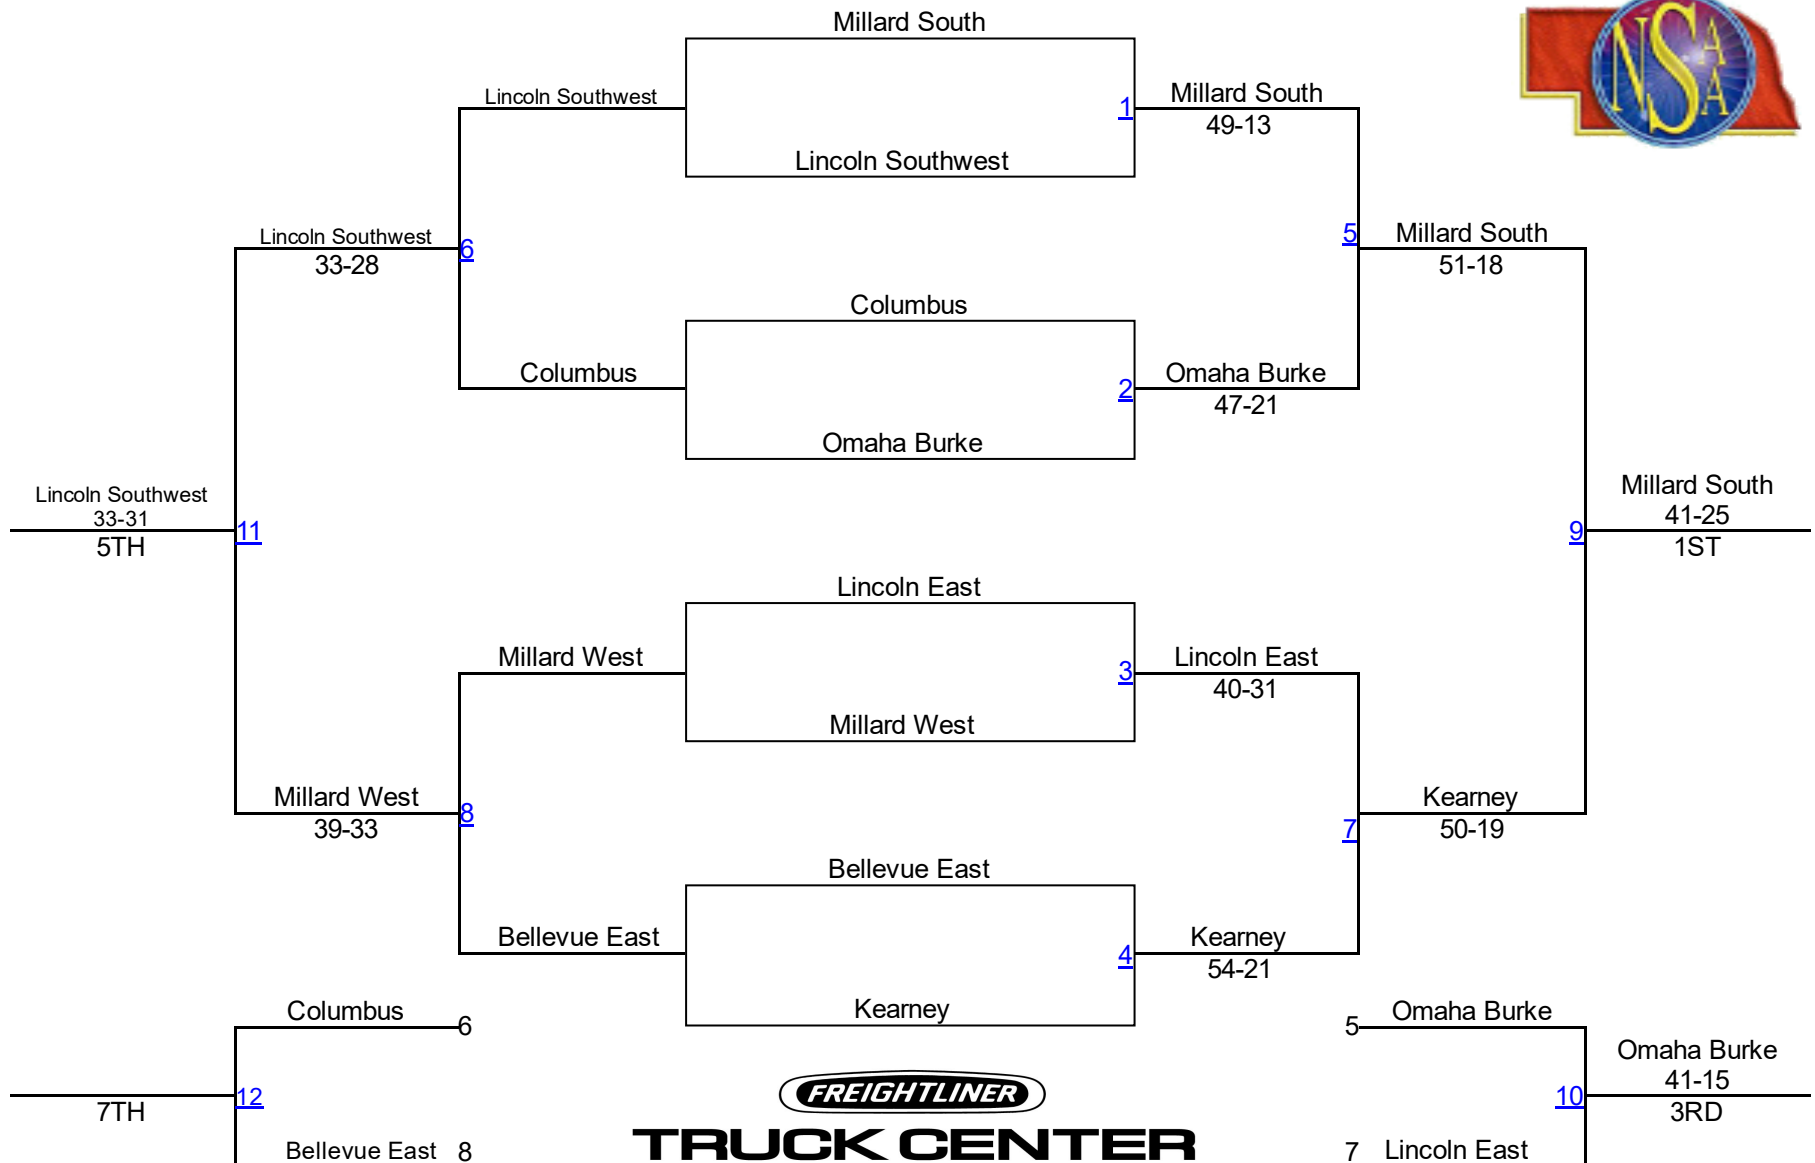 Millard South
NSAA
Lincoln Southwest
1
Millard South
49-13
Lincoln Southwest
Lincoln Southwest
33-28
6
5
Millard South
51-18
Columbus
Columbus
2
Omaha Burke
47-21
Omaha Burke
Lincoln Southwest
33-31
5TH
11
9
Millard South
41-25
1ST
Lincoln East
Millard West
3
Lincoln East
40-31
Millard West
Millard West
39-33
8
7
Kearney
50-19
Bellevue East
Bellevue East
4
Kearney
54-21
Kearney
Columbus
6
5
Omaha Burke
7TH
12
10
Omaha Burke
41-15
3RD
FREIGHTLINER
TRUCK CENTER
Bellevue East
8
7
Lincoln East